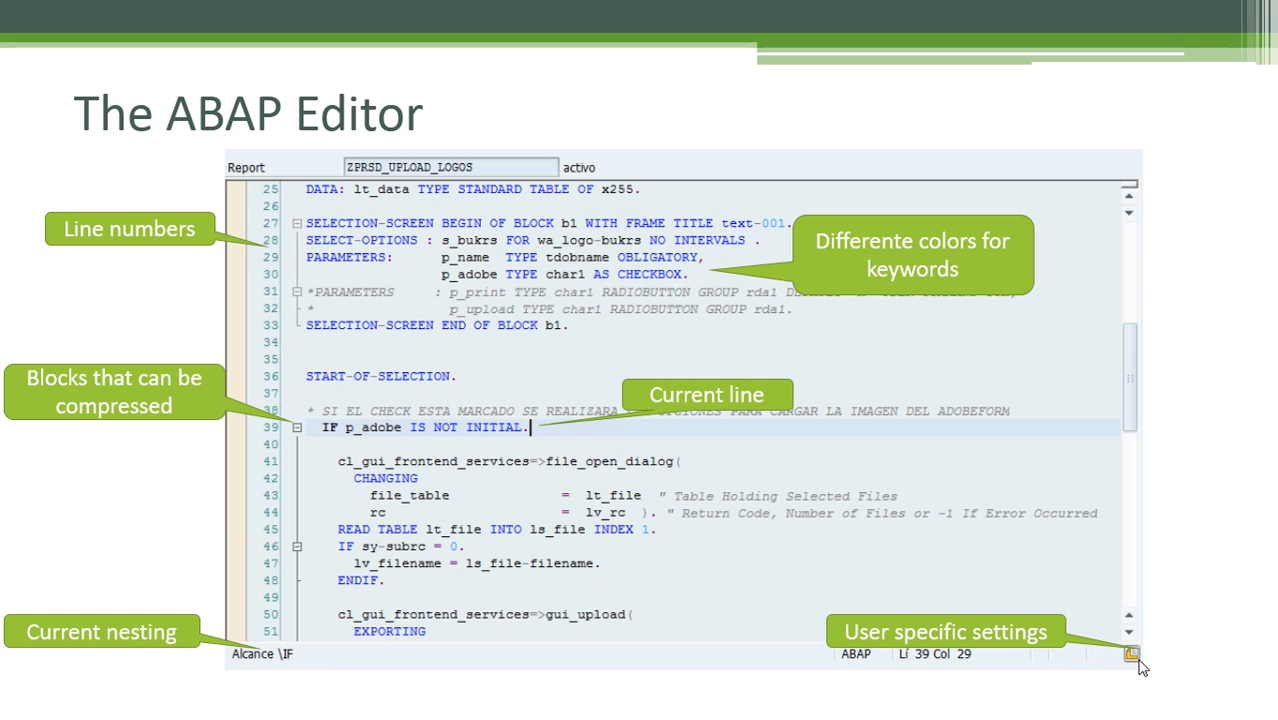 The ABAP Editor
Report ZPRSD_UPLOAD_LOGOS activo
25 DATA: lt_data TYPE STANDARD TABLE OF x255.
26
27 SELECTION-SCREEN BEGIN OF BLOCK b1 WITH FRAME TITLE text-001.
Line numbers
28 SELECT-OPTIONS : s_bukrs FOR wa_logo-bukrs NO INTERVALS .
Differente colors for
keywords
29 PARAMETERS: p_name TYPE tdobname OBLIGATORY,
30 p_adobe TYPE char1 AS CHECKBOX.
31 *PARAMETERS : p_print TYPE char1 RADIOBUTTON GROUP rda1
32 * p_upload TYPE char1 RADIOBUTTON GROUP rda1.
33 SELECTION-SCREEN END OF BLOCK b1.
34
35
36 START-OF-SELECTION.
Blocks that can be
compressed
37
Current line
38 * SI EL CHECK ESTA MARCADO SE REALIZARA PARA CARGAR LA IMAGEN DEL ADOBEFORM
39 IF p_adobe IS NOT INITIAL.
40
41 cl_gui_frontend_services=>file_open_dialog(
42 CHANGING
43 file_table = lt_file " Table Holding Selected Files
44 rc = lv_rc ). " Return Code, Number of Files or -1 If Error Occurred
45 READ TABLE lt_file INTO ls_file INDEX 1.
46 IF sy-subrc = 0.
47 lv_filename = ls_file-filename.
48 ENDIF.
49
50 cl_gui_frontend_services=>gui_upload(
51 EXPORTING
Current nesting
User specific settings
Alcance \IF ABAP Lí 39 Col 29